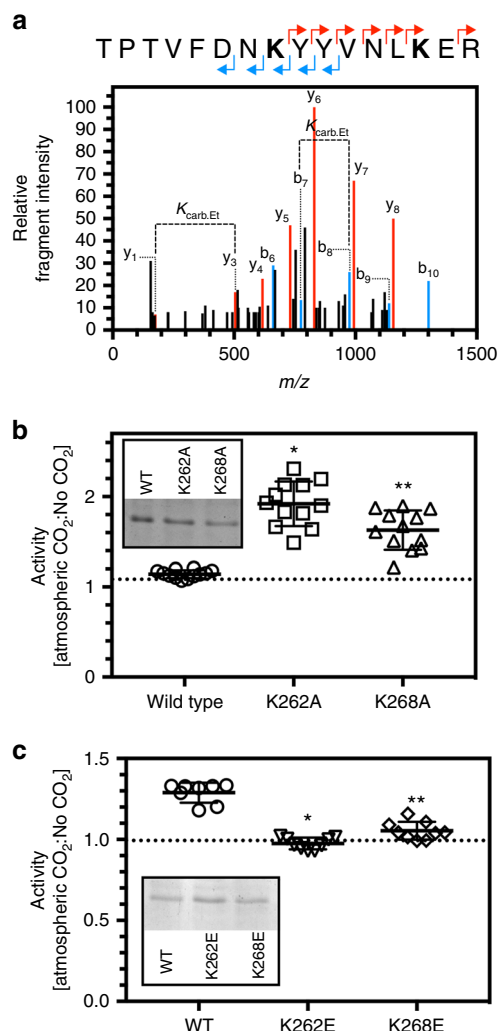 a
TPTVFDNKYYVNLKER
Relative fragment intensity
100
90
80
70
60
50
40
30
20
10
0
y6
Kcarb.Et
b7
y7
Kcarb.Et
y5
y8
b8
y1
y3
y4
b6
b9
b10
0
500
1000
1500
m/z
b
Activity
[atmospheric CO2:No CO2]
2
1
0
WT
K262A
K268A
*
**
Wild type
K262A
K268A
c
Activity
[atmospheric CO2:No CO2]
1.5
1.0
0.5
0.0
*
**
WT
K262E
K268E
WT
K262E
K268E